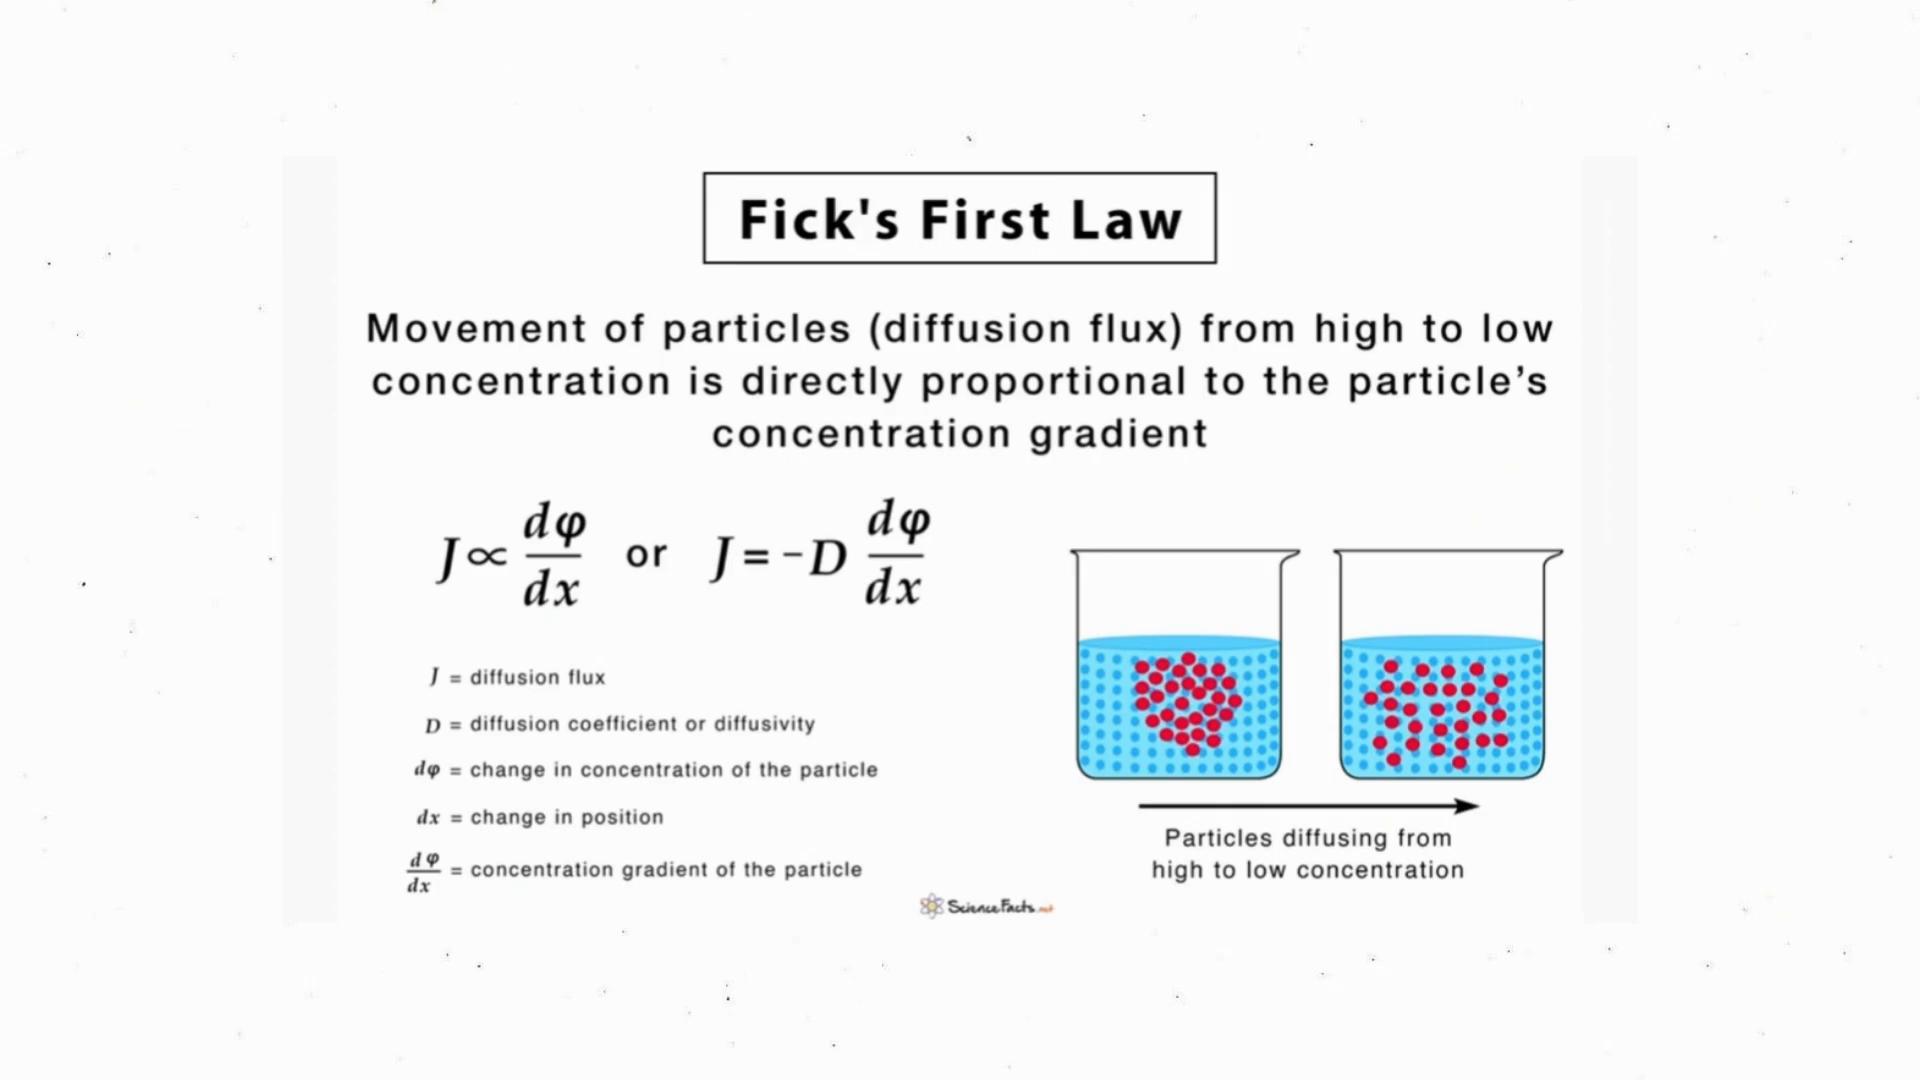 Fick's First Law
Movement of particles (diffusion flux) from high to low
concentration is directly proportional to the particle’s
concentration gradient
J ∝ dφ/dx or J = -D dφ/dx
J = diffusion flux
D = diffusion coefficient or diffusivity
dφ = change in concentration of the particle
dx = change in position
dφ/dx = concentration gradient of the particle
Particles diffusing from
high to low concentration
ScienceFacts.net